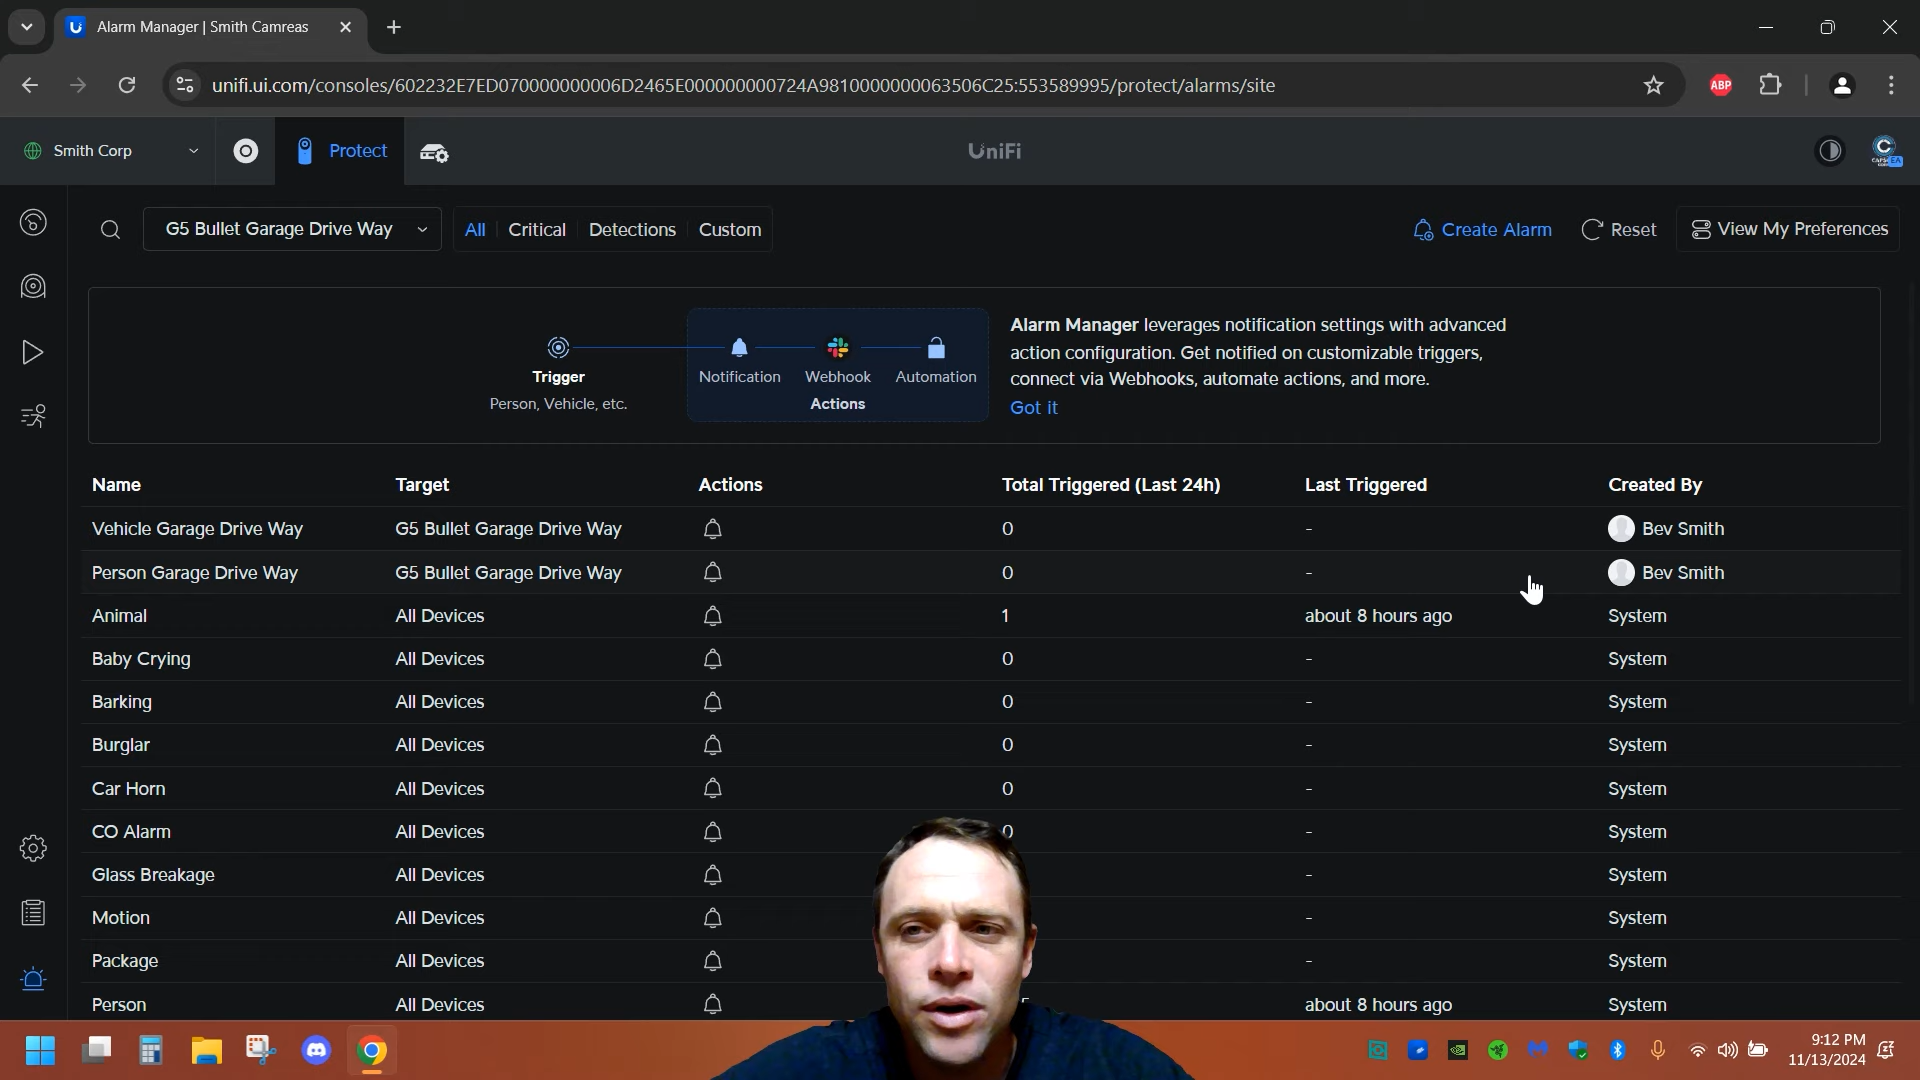 Alarm Manager | Smith Camreas
unifi.ui.com/consoles/602232E7ED070000000006D2465E000000000724A9810000000063506C25:553589995/protect/alarms/site
ABP
Smith Corp
Protect
UniFi
EA
G5 Bullet Garage Drive Way
All Critical Detections Custom
Create Alarm
Reset
View My Preferences
Trigger
Person, Vehicle, etc.
Notification Webhook Automation
Actions
Alarm Manager leverages notification settings with advanced
action configuration. Get notified on customizable triggers,
connect via Webhooks, automate actions, and more.
Got it
Name Target Actions Total Triggered (Last 24h) Last Triggered Created By
Vehicle Garage Drive Way G5 Bullet Garage Drive Way 0 - Bev Smith
Person Garage Drive Way G5 Bullet Garage Drive Way 0 - Bev Smith
Animal All Devices 1 about 8 hours ago System
Baby Crying All Devices 0 - System
Barking All Devices 0 - System
Burglar All Devices 0 - System
Car Horn All Devices 0 - System
CO Alarm All Devices 0 - System
Glass Breakage All Devices - System
Motion All Devices - System
Package All Devices - System
Person All Devices about 8 hours ago System
9:12 PM
11/13/2024